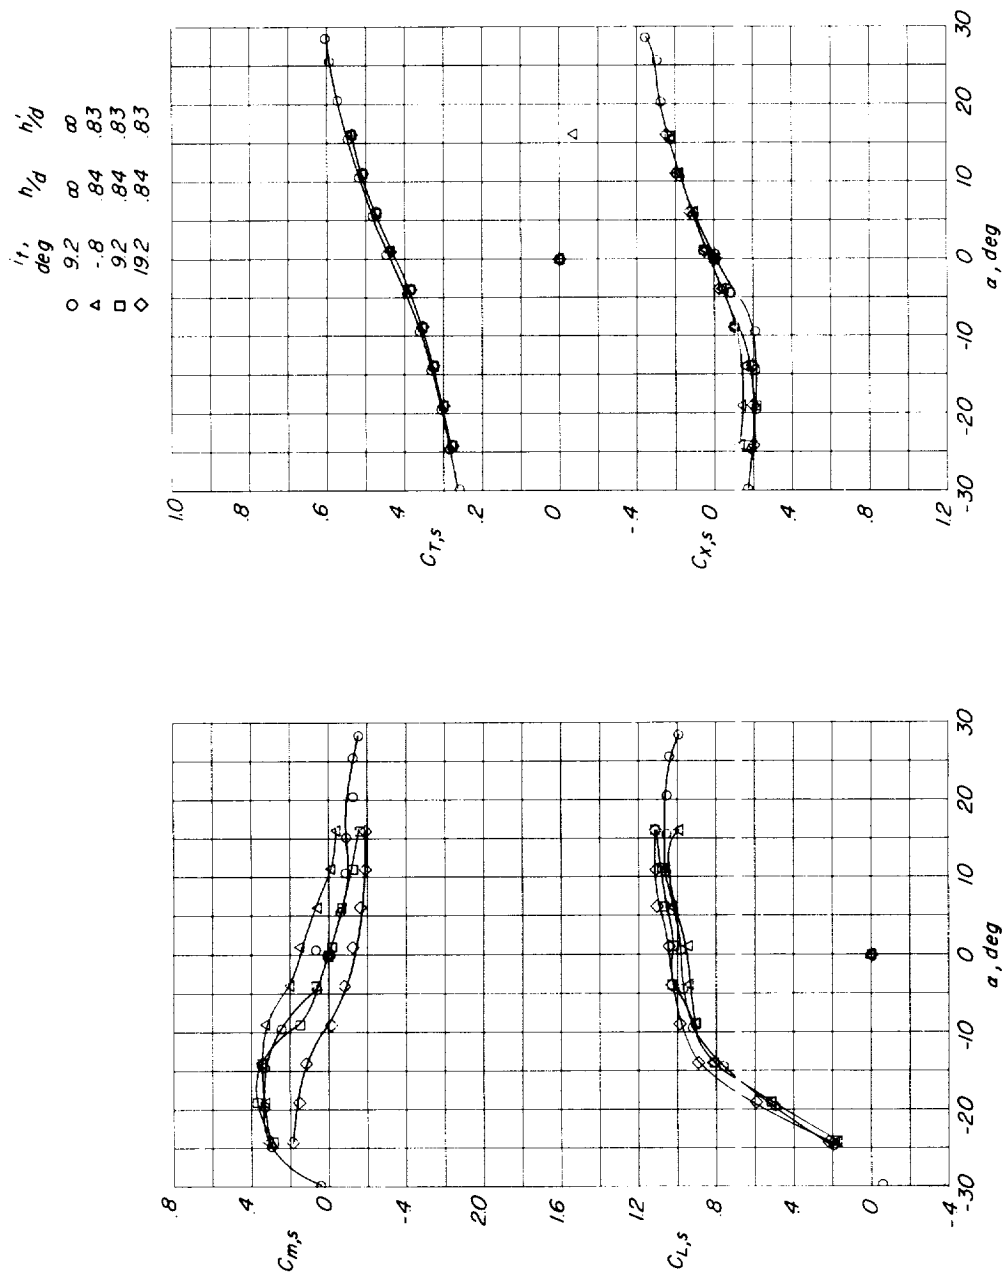 i_t, deg h/d h'/d
○ 9.2 ∞ ∞
△ -.8 .84 .83
□ 9.2 .84 .83
◇ 19.2 .84 .83
.8
.4
0
-.4
C_m,s
2.0
1.6
1.2
.8
.4
0
-.4
C_L,s
-30 -20 -10 0 10 20 30
α, deg
1.0
.8
.6
.4
.2
0
C_T,s
-.4
0
.4
.8
1.2
C_X,s
-30 -20 -10 0 10 20 30
α, deg